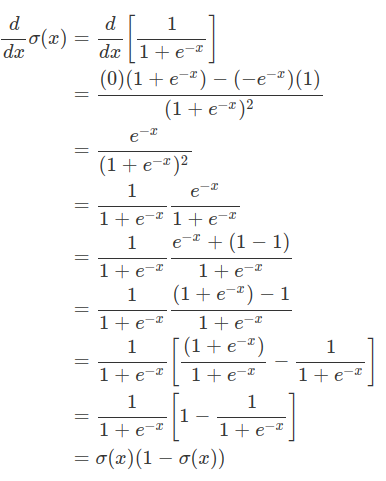 d/dx σ(x) = d/dx [1/(1 + e^{−x})]
= ((0)(1 + e^{−x}) − (−e^{−x})(1))/(1 + e^{−x})^2
= e^{−x}/(1 + e^{−x})^2
= 1/(1 + e^{−x}) e^{−x}/(1 + e^{−x})
= 1/(1 + e^{−x}) (e^{−x} + (1 − 1))/(1 + e^{−x})
= 1/(1 + e^{−x}) ((1 + e^{−x}) − 1)/(1 + e^{−x})
= 1/(1 + e^{−x}) [(1 + e^{−x})/(1 + e^{−x}) − 1/(1 + e^{−x})]
= 1/(1 + e^{−x}) [1 − 1/(1 + e^{−x})]
= σ(x)(1 − σ(x))